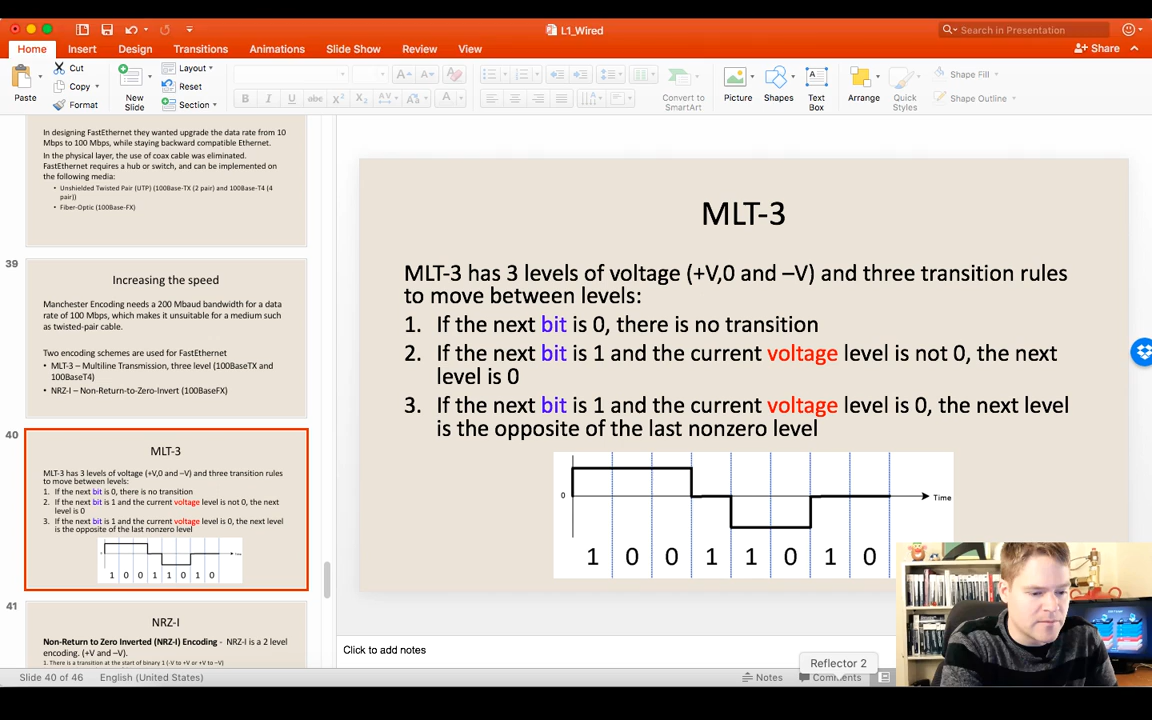 L1_Wired
Search in Presentation
Home Insert Design Transitions Animations Slide Show Review View
Share
Paste
Cut
Copy
Format
New Slide
Layout
Reset
Section
B I U abc X² X₂ AV Aa A
Convert to SmartArt
Picture
Shapes
Text Box
Arrange
Quick Styles
Shape Fill
Shape Outline
In designing FastEthernet they wanted upgrade the data rate from 10
Mbps to 100 Mbps, while staying backward compatible Ethernet.
In the physical layer, the use of coax cable was eliminated.
FastEthernet requires a hub or switch, and can be implemented on
the following media:
• Unshielded Twisted Pair (UTP) (100Base-TX (2 pair) and 100Base-T4 (4
pair))
• Fiber-Optic (100Base-FX)
39
Increasing the speed
Manchester Encoding needs a 200 Mbaud bandwidth for a data
rate of 100 Mbps, which makes it unsuitable for a medium such
as twisted-pair cable.
Two encoding schemes are used for FastEthernet
• MLT-3 – Multiline Transmission, three level (100BaseTX and
100BaseT4)
• NRZ-I – Non-Return-to-Zero-Invert (100BaseFX)
40
MLT-3
MLT-3 has 3 levels of voltage (+V,0 and –V) and three transition rules
to move between levels:
1. If the next bit is 0, there is no transition
2. If the next bit is 1 and the current voltage level is not 0, the next
level is 0
3. If the next bit is 1 and the current voltage level is 0, the next level
is the opposite of the last nonzero level
1 0 0 1 1 0 1 0
41
NRZ-I
Non-Return to Zero Inverted (NRZ-I) Encoding - NRZ-I is a 2 level
encoding. (+V and –V).
1. There is a transition at the start of binary 1 (-V to +V or +V to –V)
MLT-3
MLT-3 has 3 levels of voltage (+V,0 and –V) and three transition rules
to move between levels:
1. If the next bit is 0, there is no transition
2. If the next bit is 1 and the current voltage level is not 0, the next
level is 0
3. If the next bit is 1 and the current voltage level is 0, the next level
is the opposite of the last nonzero level
0
Time
1 0 0 1 1 0 1 0
Click to add notes
Reflector 2
Slide 40 of 46
English (United States)
Notes
Comments